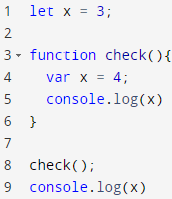 1 let x = 3;
2
3 function check(){
4   var x = 4;
5   console.log(x)
6 }
7
8 check();
9 console.log(x)